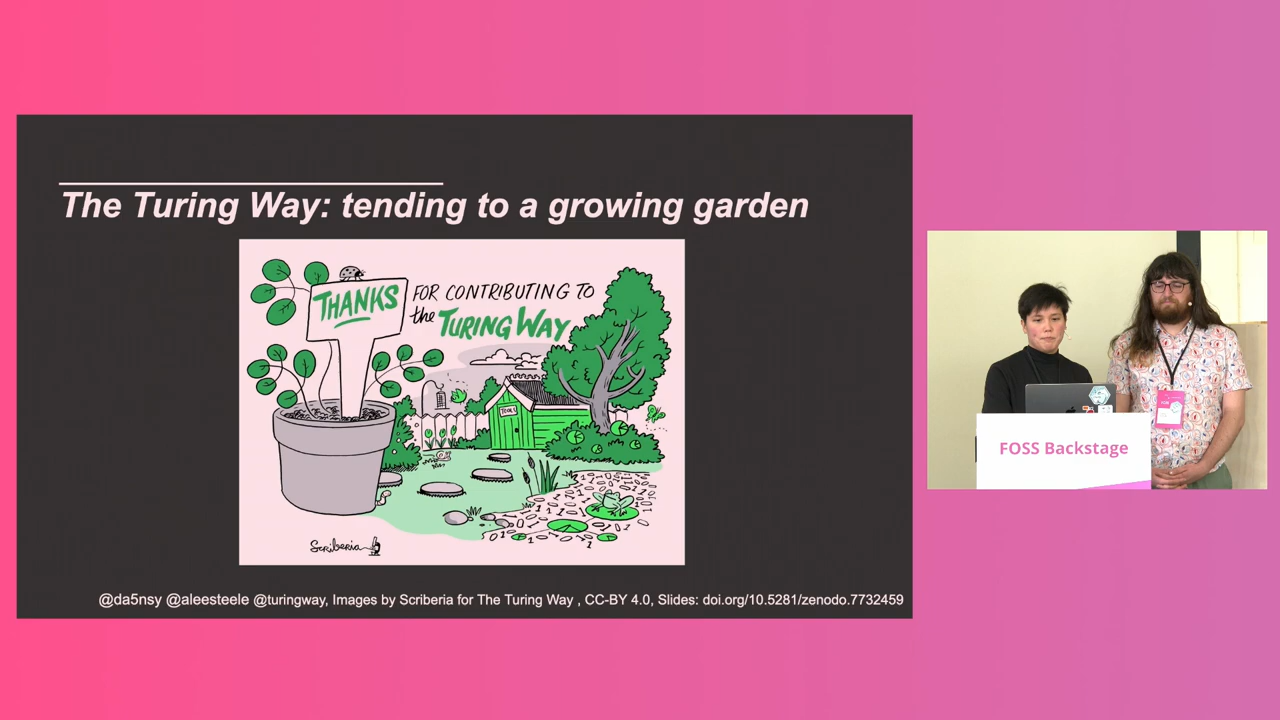 The Turing Way: tending to a growing garden
THANKS
FOR CONTRIBUTING TO
the TURING WAY
TOOLS
Scriberia
@da5nsy @aleesteele @turingway, Images by Scriberia for The Turing Way , CC-BY 4.0, Slides: doi.org/10.5281/zenodo.7732459
FOSS Backstage